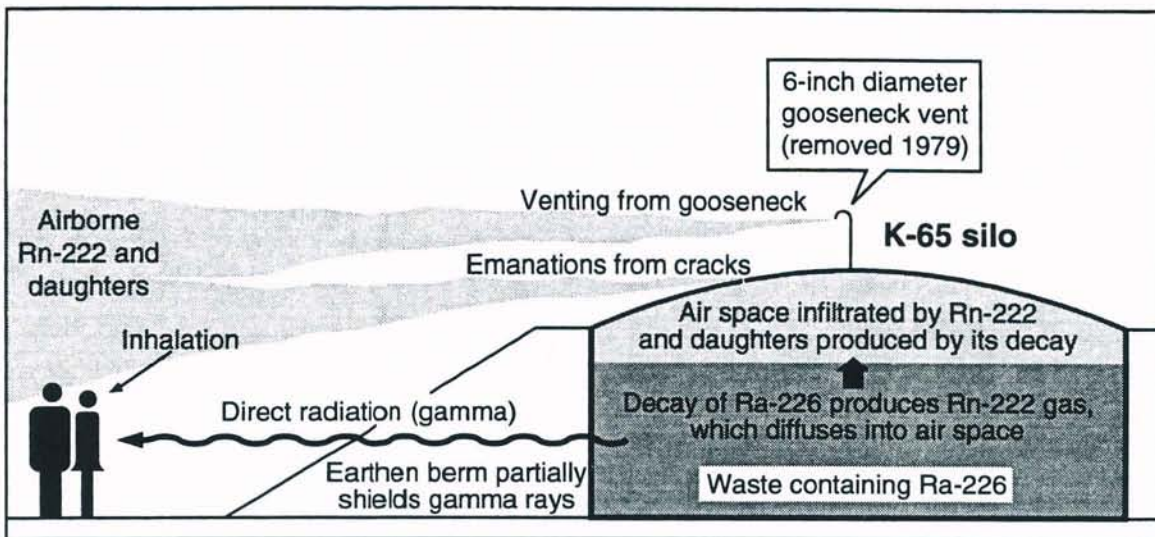 6-inch diameter
gooseneck vent
(removed 1979)
Venting from gooseneck
K-65 silo
Airborne
Rn-222 and
daughters
Emanations from cracks
Air space infiltrated by Rn-222
and daughters produced by its decay
Inhalation
Direct radiation (gamma)
Decay of Ra-226 produces Rn-222 gas,
which diffuses into air space
Earthen berm partially
shields gamma rays
Waste containing Ra-226